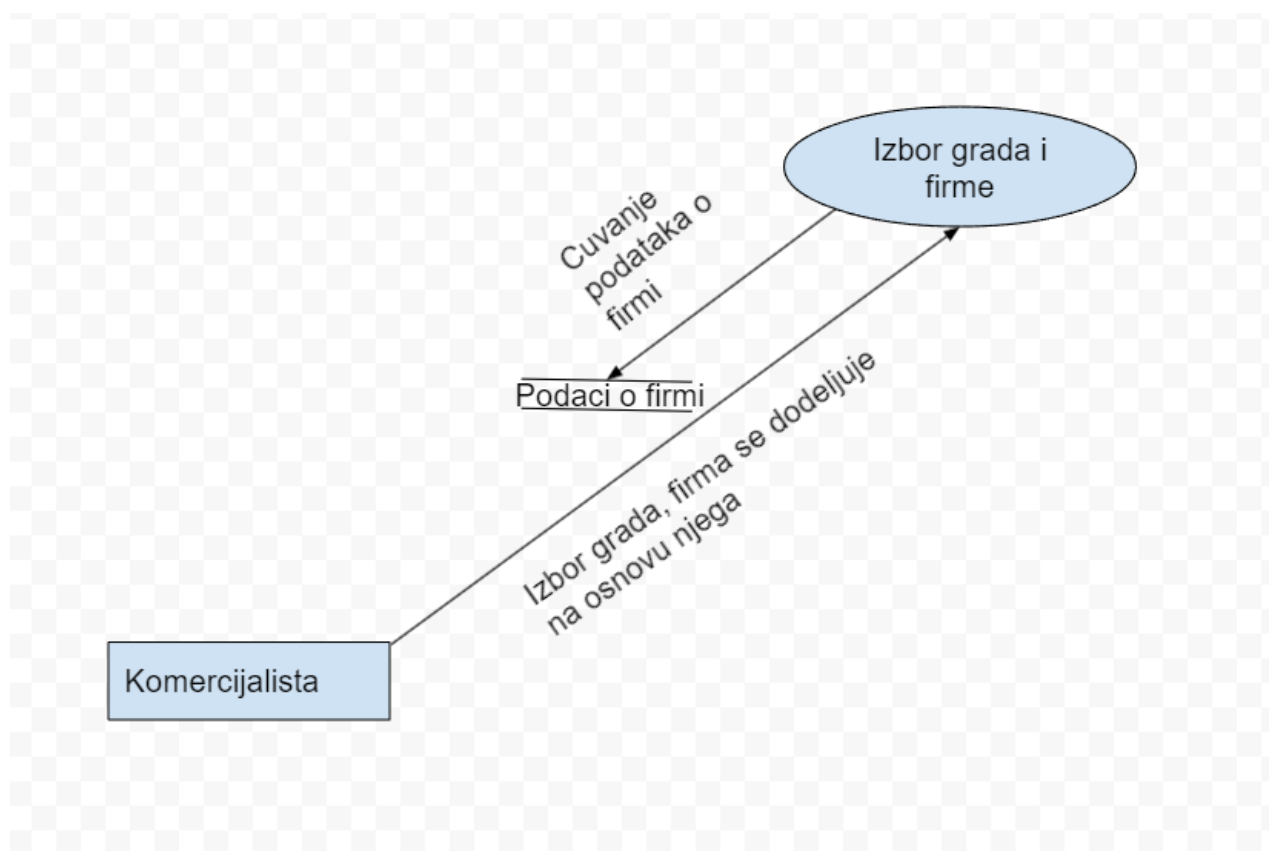 Izbor grada i
firme
Cuvanje
podataka o
firmi
Podaci o firmi
Izbor grada, firma se dodeljuje
na osnovu njega
Komercijalista